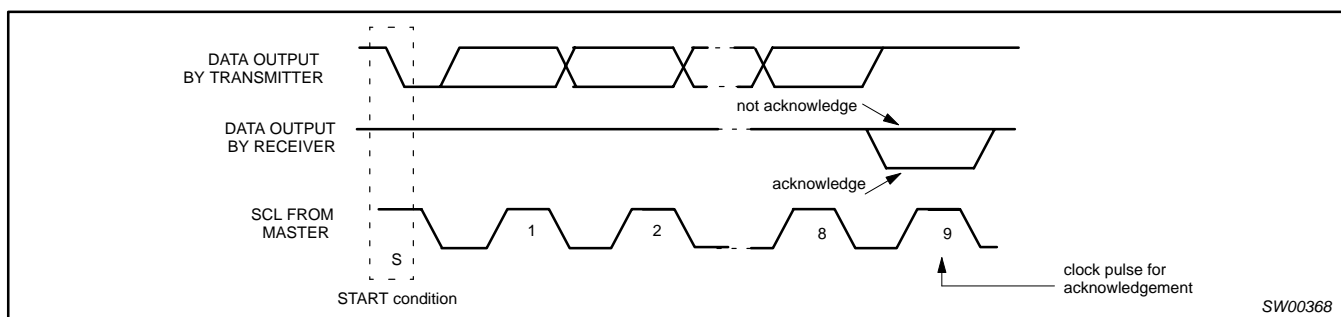 DATA OUTPUT
BY TRANSMITTER
not acknowledge
DATA OUTPUT
BY RECEIVER
acknowledge
SCL FROM
MASTER
1
2
8
9
S
START condition
clock pulse for
acknowledgement
SW00368